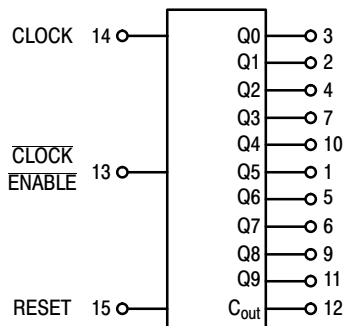 CLOCK 14 Q0 3
Q1 2
Q2 4
Q3 7
Q4 10
CLOCK
ENABLE 13 Q5 1
Q6 5
Q7 6
Q8 9
Q9 11
RESET 15 Cout 12